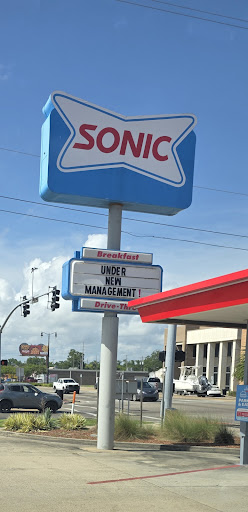 SONIC
Breakfast
UNDER
NEW
MANAGEMENT!
Drive-Thru